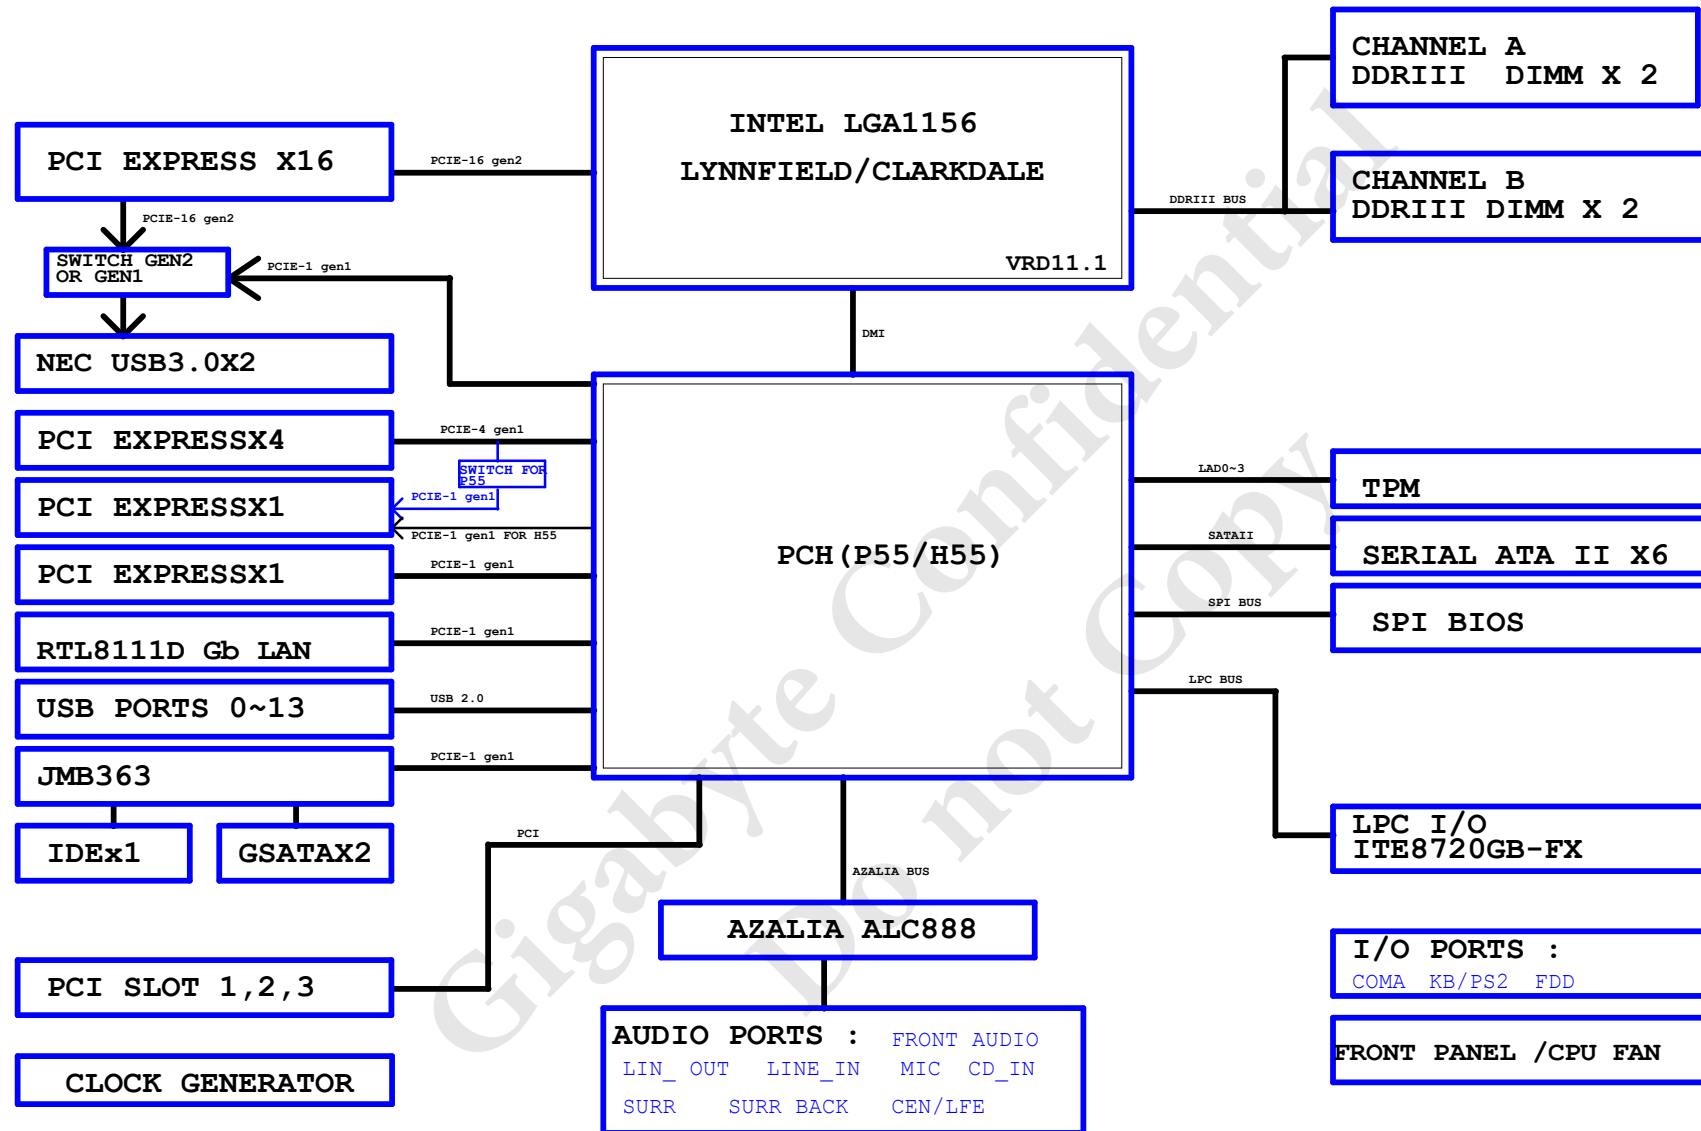 CHANNEL A
DDRIII DIMM X 2
INTEL LGA1156
LYNNFIELD/CLARKDALE
VRD11.1
PCI EXPRESS X16
PCIE-16 gen2
CHANNEL B
DDRIII DIMM X 2
DDRIII BUS
PCIE-16 gen2
SWITCH GEN2
OR GEN1
PCIE-1 gen1
DMI
NEC USB3.0X2
PCI EXPRESSX4
PCIE-4 gen1
SWITCH FOR
P55
PCI EXPRESSX1
PCIE-1 gen1
PCIE-1 gen1 FOR H55
PCI EXPRESSX1
PCIE-1 gen1
RTL8111D Gb LAN
PCIE-1 gen1
USB PORTS 0~13
USB 2.0
JMB363
PCIE-1 gen1
IDEx1
GSATAX2
PCH(P55/H55)
LAD0~3
TPM
SATAII
SERIAL ATA II X6
SPI BUS
SPI BIOS
LPC BUS
LPC I/O
ITE8720GB-FX
PCI
AZALIA BUS
AZALIA ALC888
PCI SLOT 1,2,3
CLOCK GENERATOR
AUDIO PORTS : FRONT AUDIO
LIN_ OUT LINE_IN MIC CD_IN
SURR SURR BACK CEN/LFE
I/O PORTS :
COMA KB/PS2 FDD
FRONT PANEL /CPU FAN
Gigabyte Confidential
Do not Copy